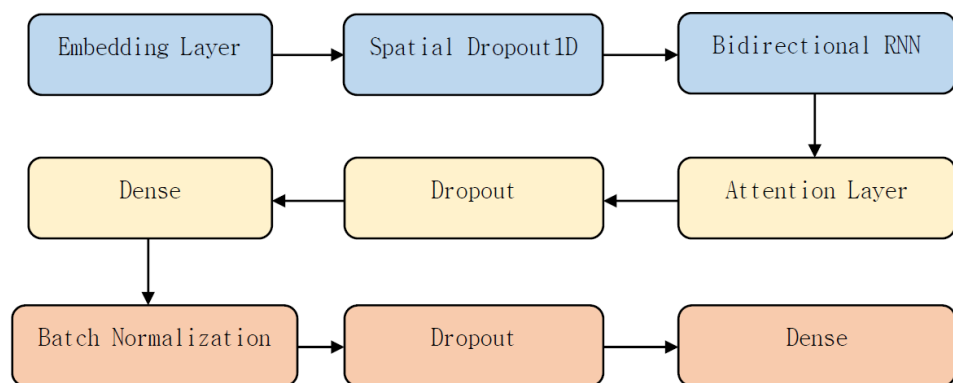 Embedding Layer
Spatial Dropout1D
Bidirectional RNN
Dense
Dropout
Attention Layer
Batch Normalization
Dropout
Dense